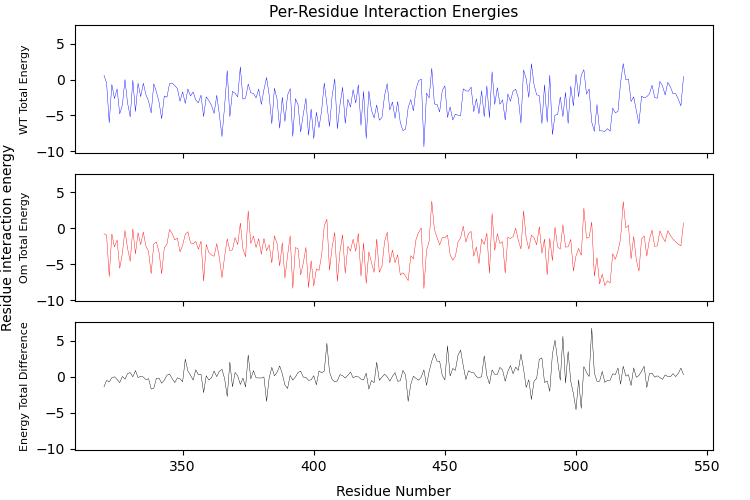 Per-Residue Interaction Energies
Residue interaction energy
WT Total Energy
5
0
−5
−10
Om Total Energy
5
0
−5
−10
Energy Total Difference
5
0
−5
−10
350 400 450 500 550
Residue Number